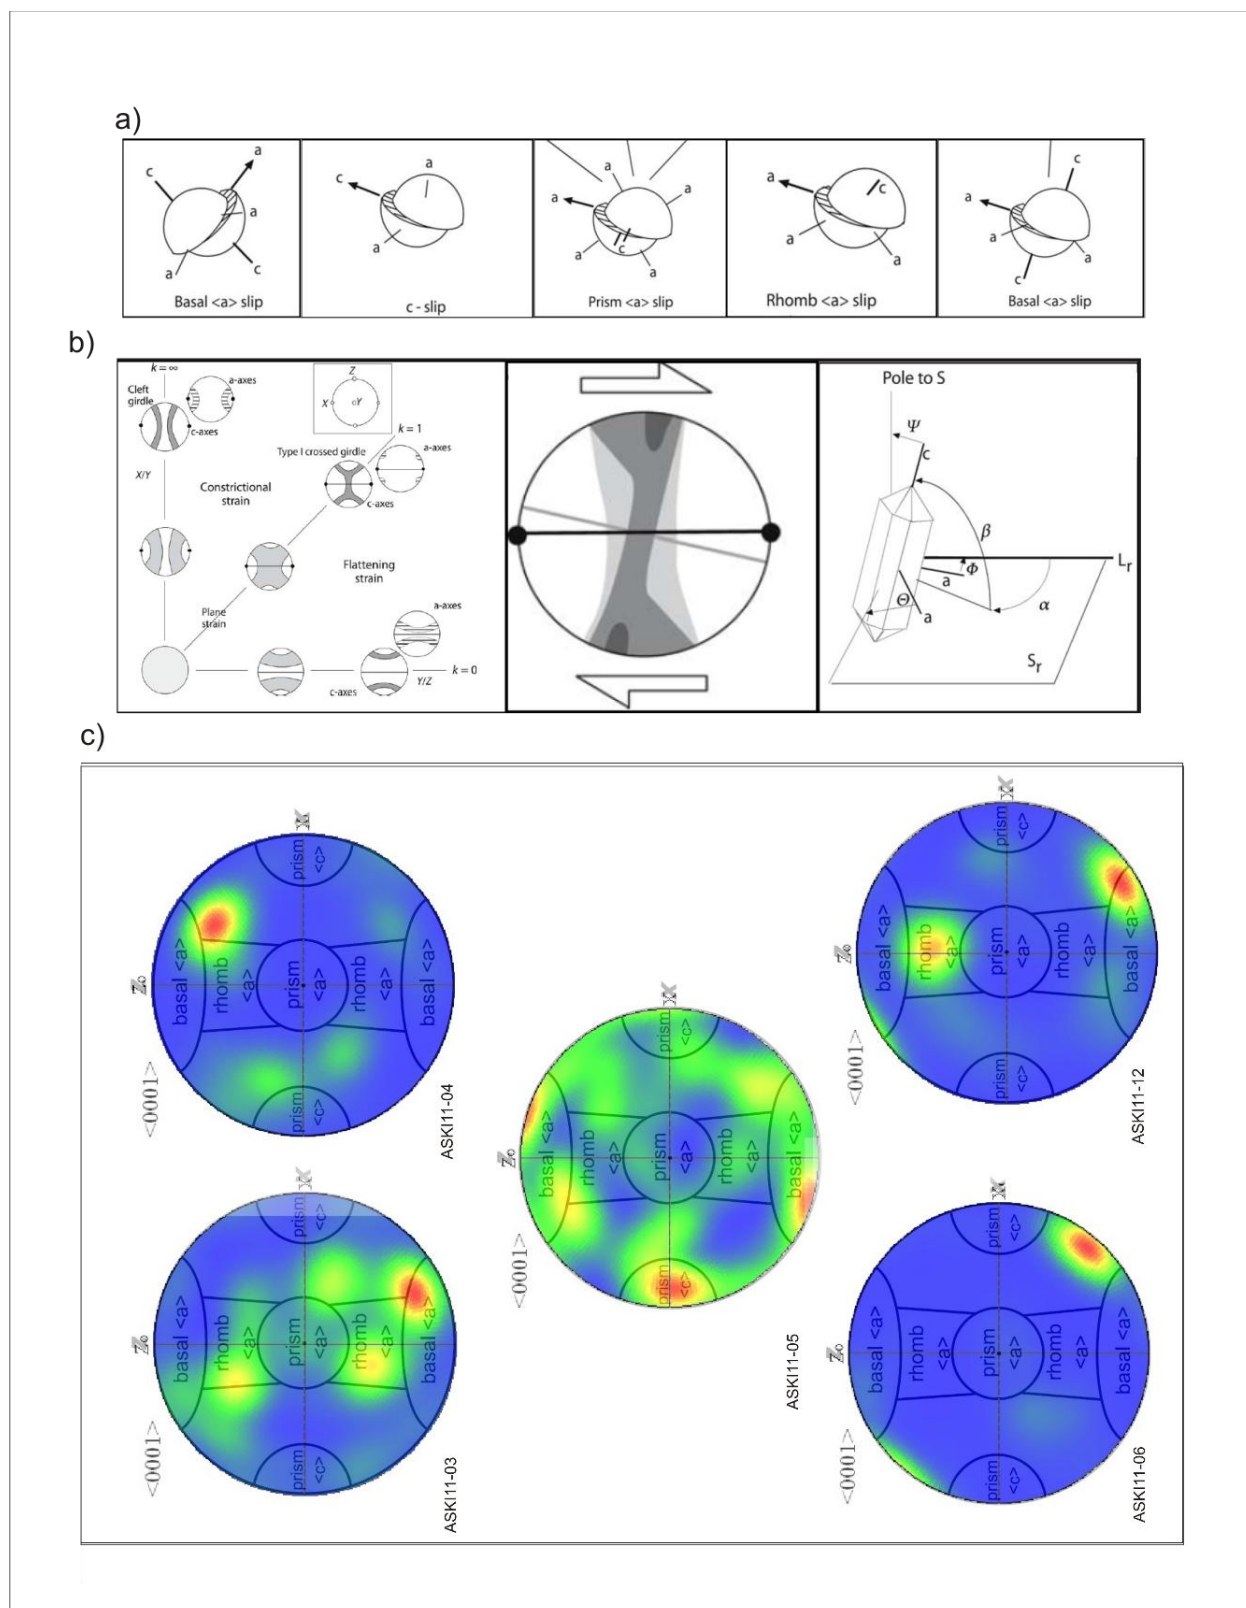 a)
c
a
a
a
c
Basal <a> slip
c
a
a
c - slip
a
a
a
a
c
a
Prism <a> slip
a
c
a
a
Rhomb <a> slip
c
a
a
a
c
Basal <a> slip
b)
k = ∞
a-axes
Cleft
girdle
c-axes
Z
X
Y
k = 1
Type I crossed girdle
a-axes
c-axes
X/Y
Constrictional
strain
Flattening
strain
Plane
strain
a-axes
c-axes
Y/Z
k = 0
Pole to S
Ψ
c
β
Lr
Φ
a
Θ
a
α
Sr
c)
X
prism
<c>
Z
basal <a>
rhomb
<a>
prism
<a>
rhomb
<a>
basal <a>
prism
<c>
<0001>
ASKI11-04
X
prism
<c>
Z
basal <a>
rhomb
<a>
prism
<a>
rhomb
<a>
basal <a>
prism
<c>
<0001>
ASKI11-03
X
prism
<c>
Z
basal <a>
rhomb
<a>
prism
<a>
rhomb
<a>
basal <a>
prism
<c>
<0001>
ASKI11-05
X
prism
<c>
Z
basal <a>
rhomb
<a>
prism
<a>
rhomb
<a>
basal <a>
prism
<c>
<0001>
ASKI11-12
X
prism
<c>
Z
basal <a>
rhomb
<a>
prism
<a>
rhomb
<a>
basal <a>
prism
<c>
<0001>
ASKI11-06